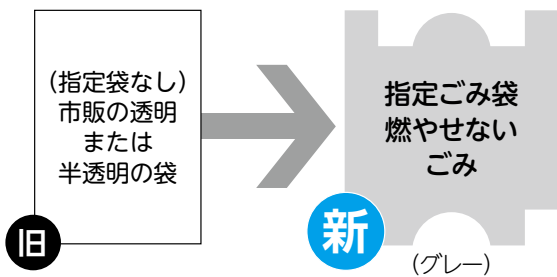 (指定袋なし)
市販の透明
または
半透明の袋
旧
指定ごみ袋
燃やせない
ごみ
新
(グレー)